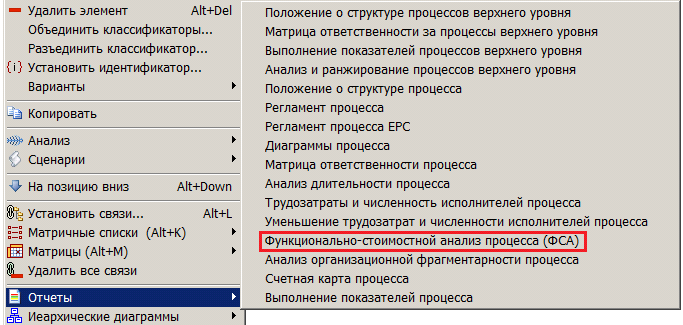 Удалить элемент Alt+Del
Объединить классификаторы...
Разъединить классификатор...
Установить идентификатор...
Варианты
Копировать
Анализ
Сценарии
На позицию вниз Alt+Down
Установить связи... Alt+L
Матричные списки (Alt+K)
Матрицы (Alt+M)
Удалить все связи
Отчеты
Иеархические диаграммы
Положение о структуре процессов верхнего уровня
Матрица ответственности за процессы верхнего уровня
Выполнение показателей процессов верхнего уровня
Анализ и ранжирование процессов верхнего уровня
Положение о структуре процесса
Регламент процесса
Регламент процесса EPC
Диаграммы процесса
Матрица ответственности процесса
Анализ длительности процесса
Трудозатраты и численность исполнителей процесса
Уменьшение трудозатрат и численности исполнителей процесса
Функционально-стоимостной анализ процесса (ФСА)
Анализ организационной фрагментарности процесса
Счетная карта процесса
Выполнение показателей процесса